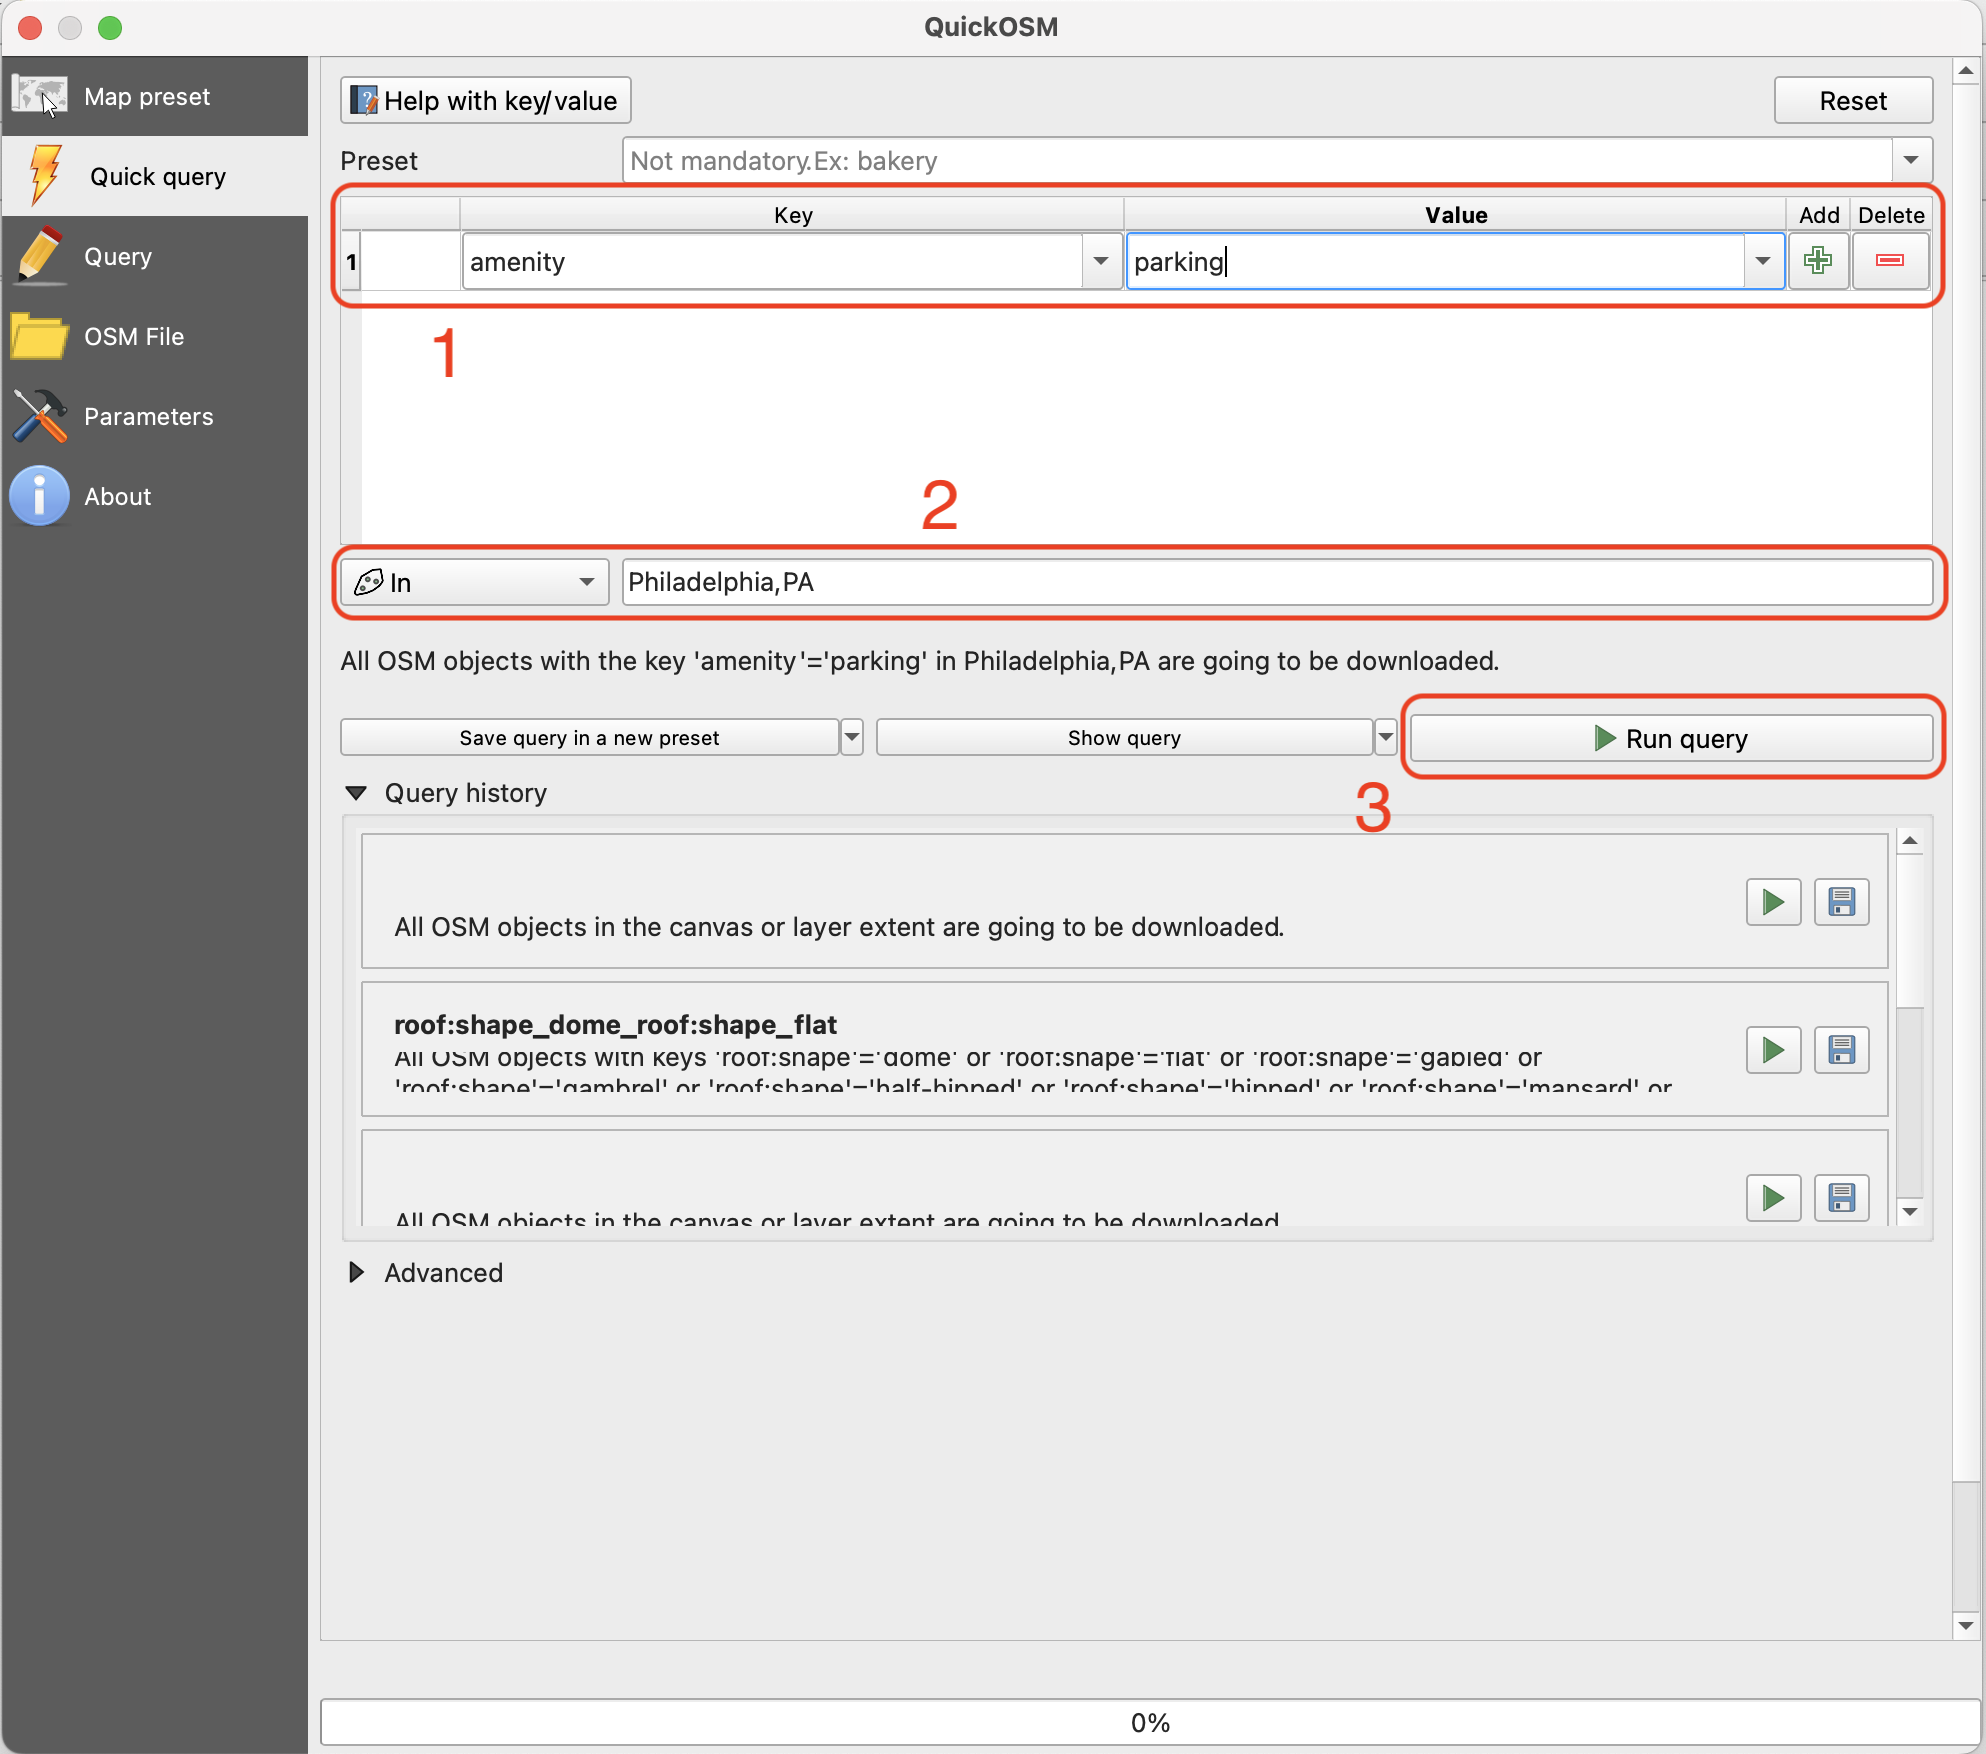 QuickOSM
Map preset
Quick query
Query
OSM File
Parameters
About
Help with key/value
Reset
Preset
Not mandatory.Ex: bakery
Key Value Add Delete
1 amenity parking
1
2
In Philadelphia,PA
All OSM objects with the key 'amenity'='parking' in Philadelphia,PA are going to be downloaded.
Save query in a new preset Show query Run query
3
Query history
All OSM objects in the canvas or layer extent are going to be downloaded.
roof:shape_dome_roof:shape_flat
All OSM objects with keys 'roof:shape'='dome' or 'roof:shape'='flat' or 'roof:shape'='gabled' or
'roof:shape'='gambrel' or 'roof:shape'='half-hipped' or 'roof:shape'='hipped' or 'roof:shape'='mansard' or
All OSM objects in the canvas or layer extent are going to be downloaded.
Advanced
0%